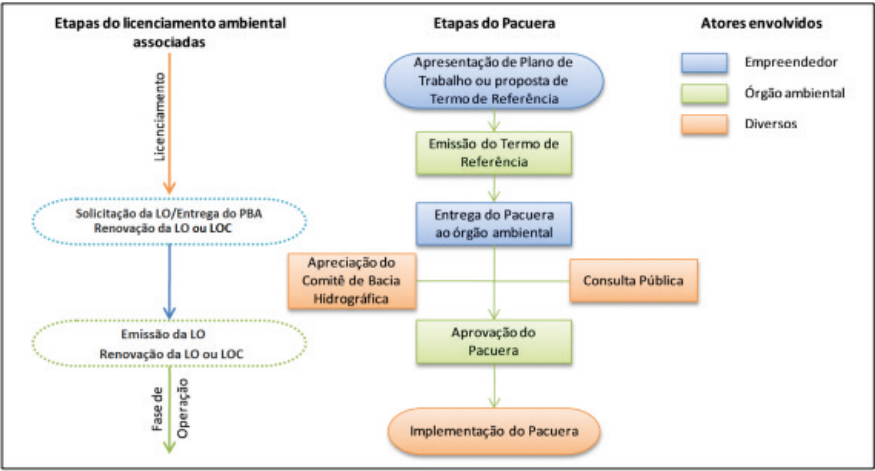 Etapas do licenciamento ambiental
associadas
Licenciamento
Solicitação da LO/Entrega do PBA
Renovação da LO ou LOC
Emissão da LO
Renovação da LO ou LOC
Fase de
Operação
Etapas do Pacuera
Apresentação de Plano de
Trabalho ou proposta de
Termo de Referência
Emissão do Termo de
Referência
Entrega do Pacuera
ao órgão ambiental
Apreciação do
Comitê de Bacia
Hidrográfica
Consulta Pública
Aprovação do
Pacuera
Implementação do Pacuera
Atores envolvidos
Empreendedor
Órgão ambiental
Diversos